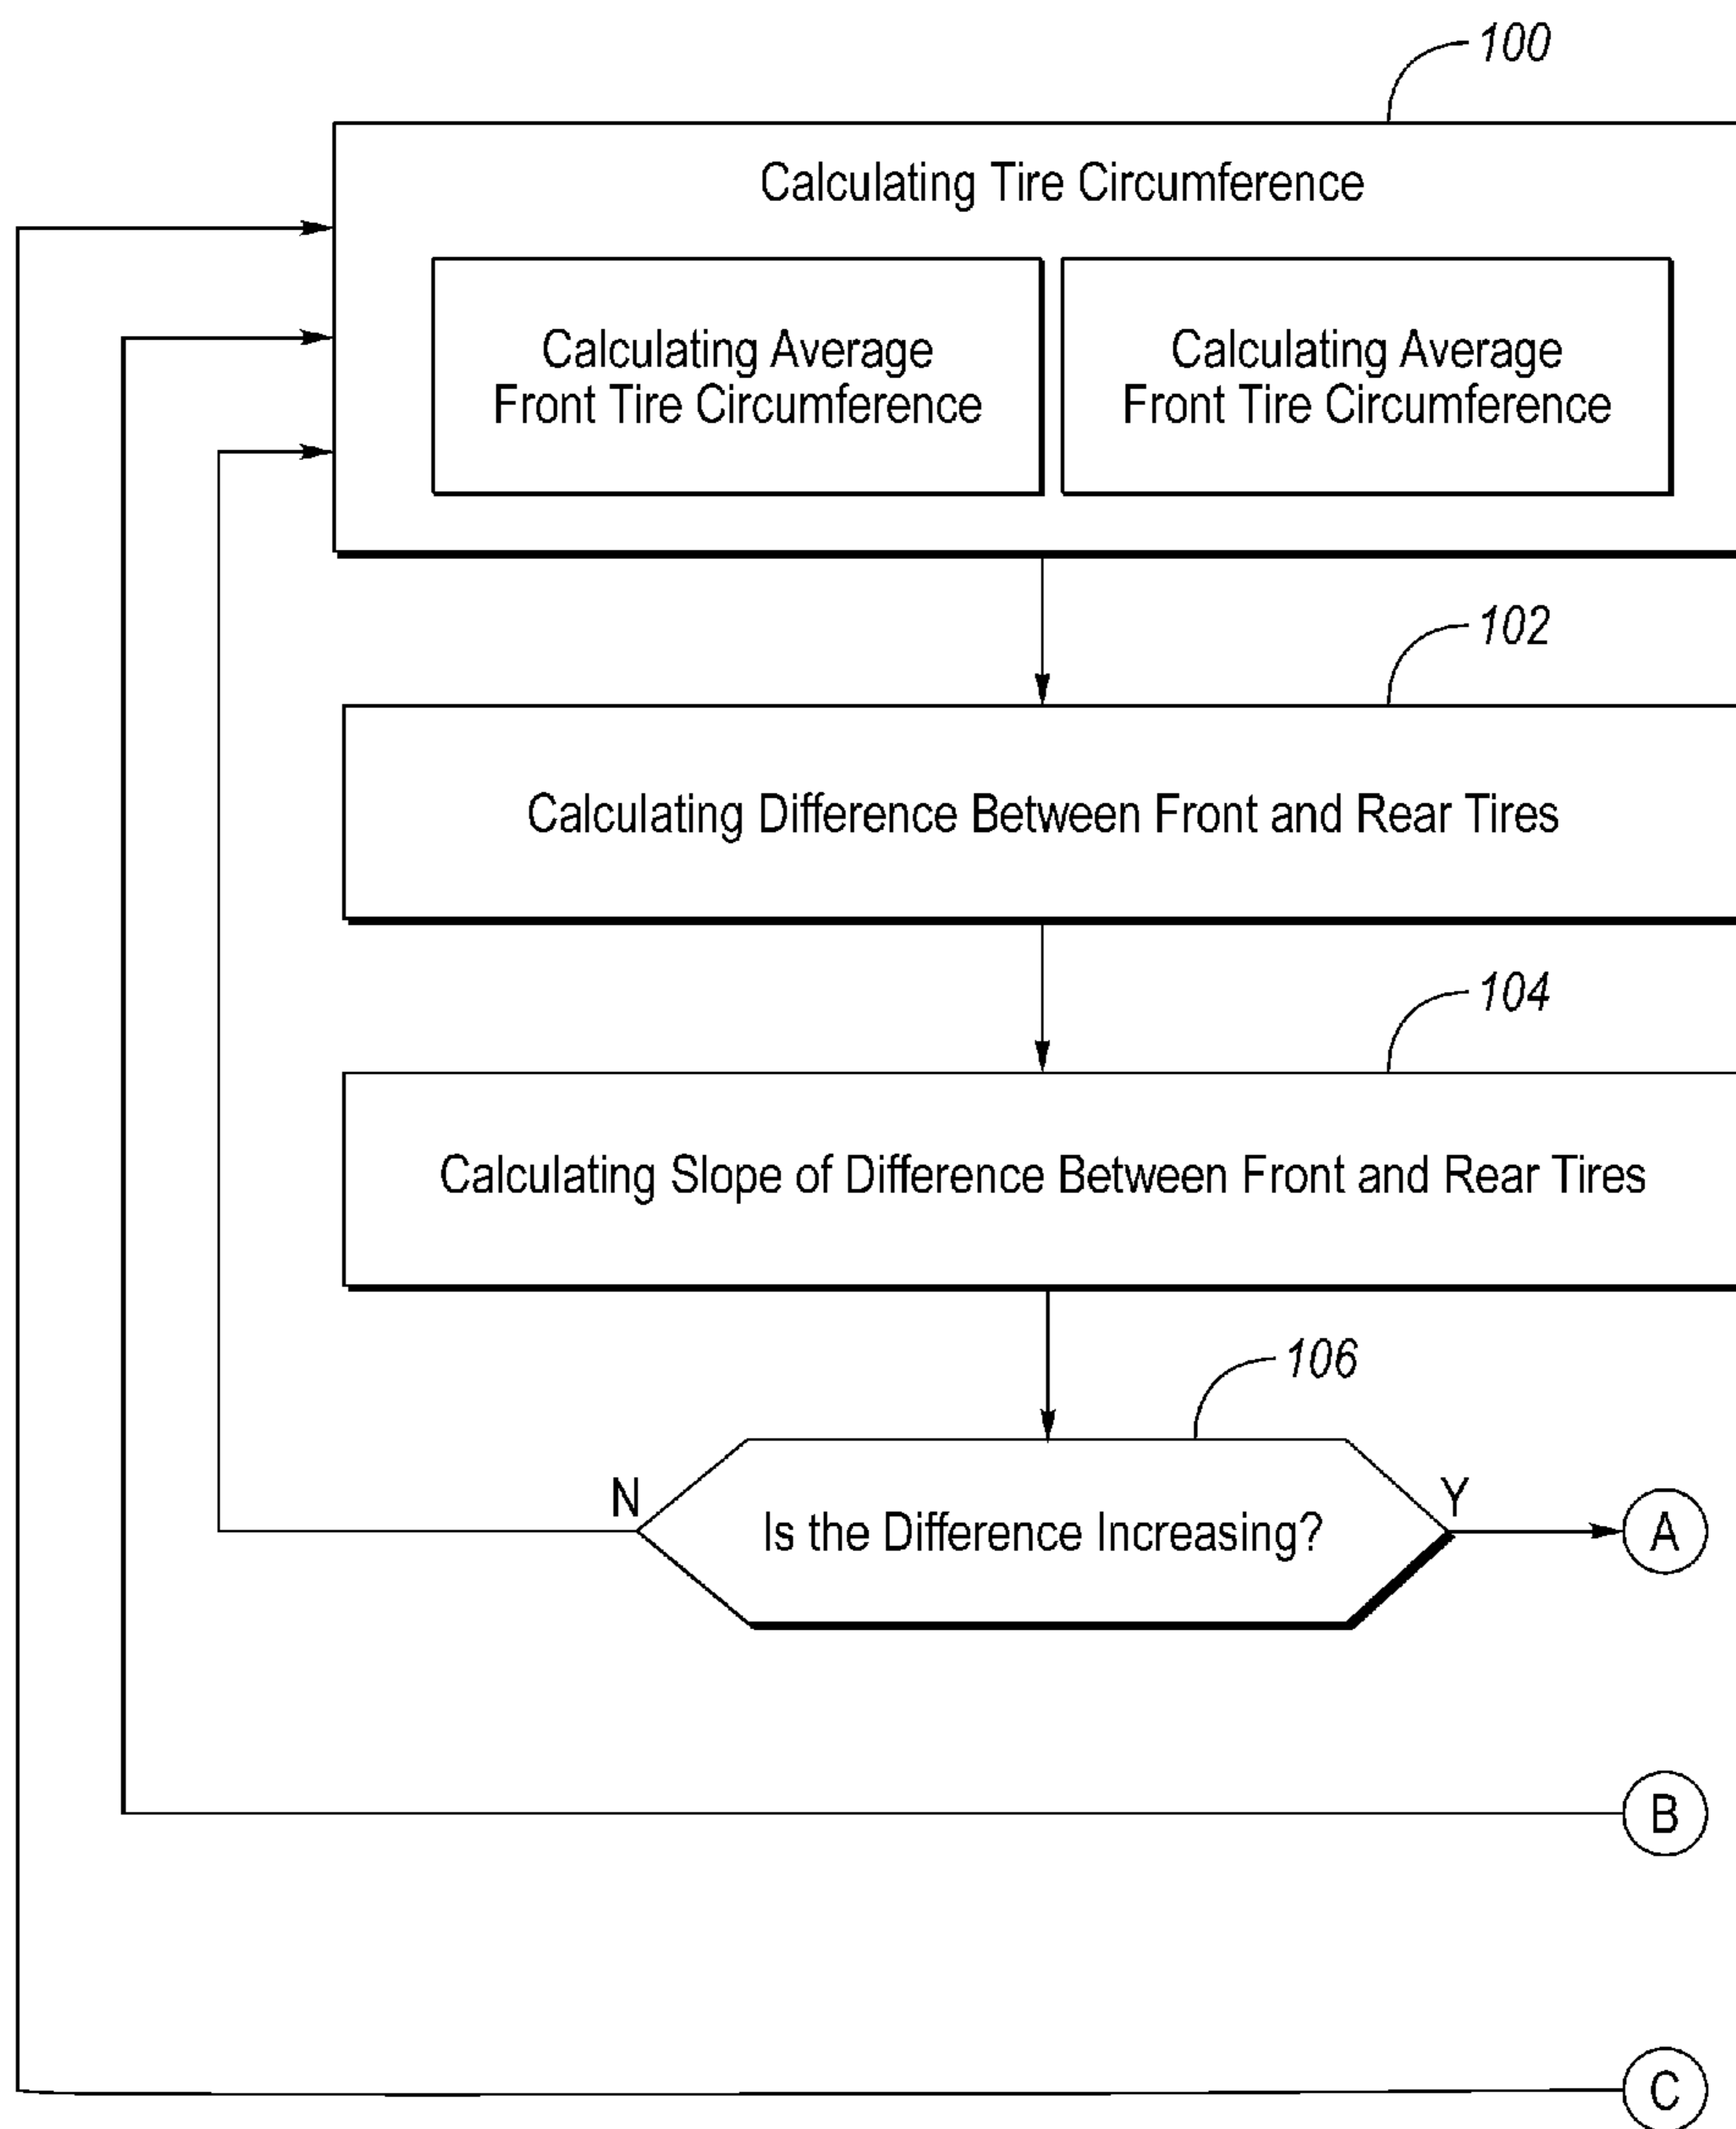 100
Calculating Tire Circumference
Calculating Average
Front Tire Circumference
Calculating Average
Front Tire Circumference
102
Calculating Difference Between Front and Rear Tires
104
Calculating Slope of Difference Between Front and Rear Tires
106
N
Is the Difference Increasing?
Y
A
B
C